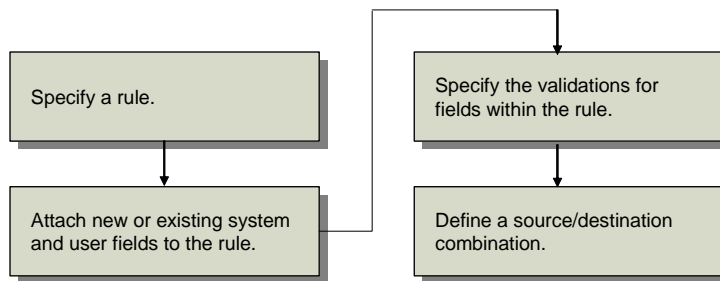 Specify a rule.
Attach new or existing system
and user fields to the rule.
Specify the validations for
fields within the rule.
Define a source/destination
combination.